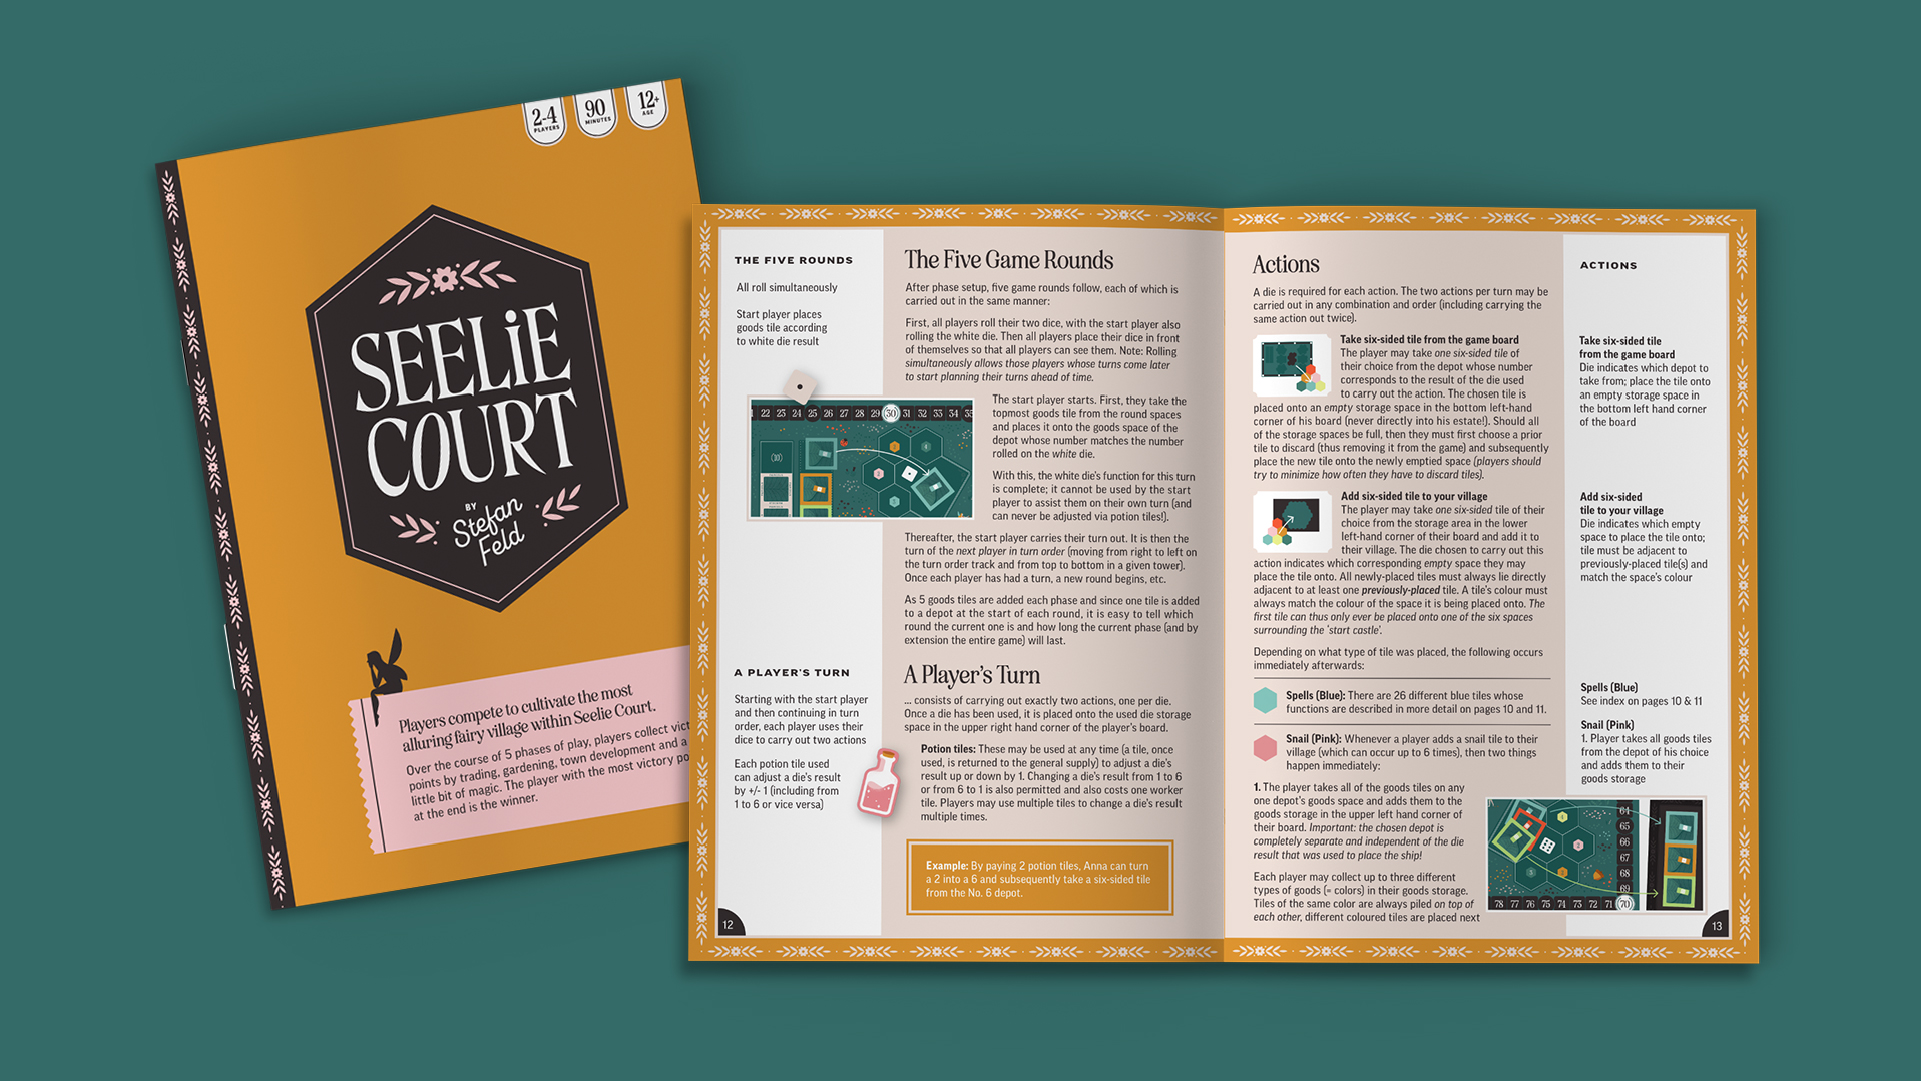 2-4
PLAYERS
90
MINUTES
12+
AGE
SEELiE
COURT
BY
Stefan
Feld
Players compete to cultivate the most
alluring fairy village within Seelie Court.
Over the course of 5 phases of play, players collect
points by trading, gardening, town development and a
little bit of magic. The player with the most victory
at the end is the winner.
THE FIVE ROUNDS
All roll simultaneously
Start player places
goods tile according
to white die result
A PLAYER'S TURN
Starting with the start player
and then continuing in turn
order, each player uses their
dice to carry out two actions
Each potion tile used
can adjust a die's result
by +/- 1 (including from
1 to 6 or vice versa)
12
The Five Game Rounds
After phase setup, five game rounds follow, each of which is
carried out in the same manner:
First, all players roll their two dice, with the start player also
rolling the white die. Then all players place their dice in front
of themselves so that all players can see them. Note: Rolling
simultaneously allows those players whose turns come later
to start planning their turns ahead of time.
22 23 24 25 26 27 28 29 30 31 32 33 34 35
The start player starts. First, they take the
topmost goods tile from the round spaces
and places it onto the goods space of the
depot whose number matches the number
rolled on the white die.
With this, the white die's function for this turn
is complete; it cannot be used by the start
player to assist them on their own turn (and
can never be adjusted via potion tiles!).
Thereafter, the start player carries their turn out. It is then the
turn of the next player in turn order (moving from right to left on
the turn order track and from top to bottom in a given tower).
Once each player has had a turn, a new round begins, etc.
As 5 goods tiles are added each phase and since one tile is added
to a depot at the start of each round, it is easy to tell which
round the current one is and how long the current phase (and by
extension the entire game) will last.
A Player's Turn
... consists of carrying out exactly two actions, one per die.
Once a die has been used, it is placed onto the used die storage
space in the upper right hand corner of the player's board.
Potion tiles: These may be used at any time (a tile, once
used, is returned to the general supply) to adjust a die's
result up or down by 1. Changing a die's result from 1 to 6
or from 6 to 1 is also permitted and also costs one worker
tile. Players may use multiple tiles to change a die's result
multiple times.
Example: By paying 2 potion tiles, Anna can turn
a 2 into a 6 and subsequently take a six-sided tile
from the No. 6 depot.
Actions
A die is required for each action. The two actions per turn may be
carried out in any combination and order (including carrying the
same action out twice).
Take six-sided tile from the game board
The player may take one six-sided tile of
their choice from the depot whose number
corresponds to the result of the die used
to carry out the action. The chosen tile is
placed onto an empty storage space in the bottom left-hand
corner of his board (never directly into his estate!). Should all
of the storage spaces be full, then they must first choose a prior
tile to discard (thus removing it from the game) and subsequently
place the new tile onto the newly emptied space (players should
try to minimize how often they have to discard tiles).
Add six-sided tile to your village
The player may take one six-sided tile of their
choice from the storage area in the lower
left-hand corner of their board and add it to
their village. The die chosen to carry out this
action indicates which corresponding empty space they may
place the tile onto. All newly-placed tiles must always lie directly
adjacent to at least one previously-placed tile. A tile's colour must
always match the colour of the space it is being placed onto. The
first tile can thus only ever be placed onto one of the six spaces
surrounding the 'start castle'.
Depending on what type of tile was placed, the following occurs
immediately afterwards:
Spells (Blue): There are 26 different blue tiles whose
functions are described in more detail on pages 10 and 11.
Snail (Pink): Whenever a player adds a snail tile to their
village (which can occur up to 6 times), then two things
happen immediately:
1. The player takes all of the goods tiles on any
one depot's goods space and adds them to the
goods storage in the upper left hand corner of
their board. Important: the chosen depot is
completely separate and independent of the die
result that was used to place the ship!
Each player may collect up to three different
types of goods (= colors) in their goods storage.
Tiles of the same color are always piled on top of
each other, different coloured tiles are placed next
ACTIONS
Take six-sided tile
from the game board
Die indicates which depot to
take from; place the tile onto
an empty storage space in
the bottom left hand corner
of the board
Add six-sided
tile to your village
Die indicates which empty
space to place the tile onto;
tile must be adjacent to
previously-placed tile(s) and
match the space's colour
Spells (Blue)
See index on pages 10 & 11
Snail (Pink)
1. Player takes all goods tiles
from the depot of his choice
and adds them to their
goods storage
64
65
66
67
68
69
78 77 76 75 74 73 72 71 70
13